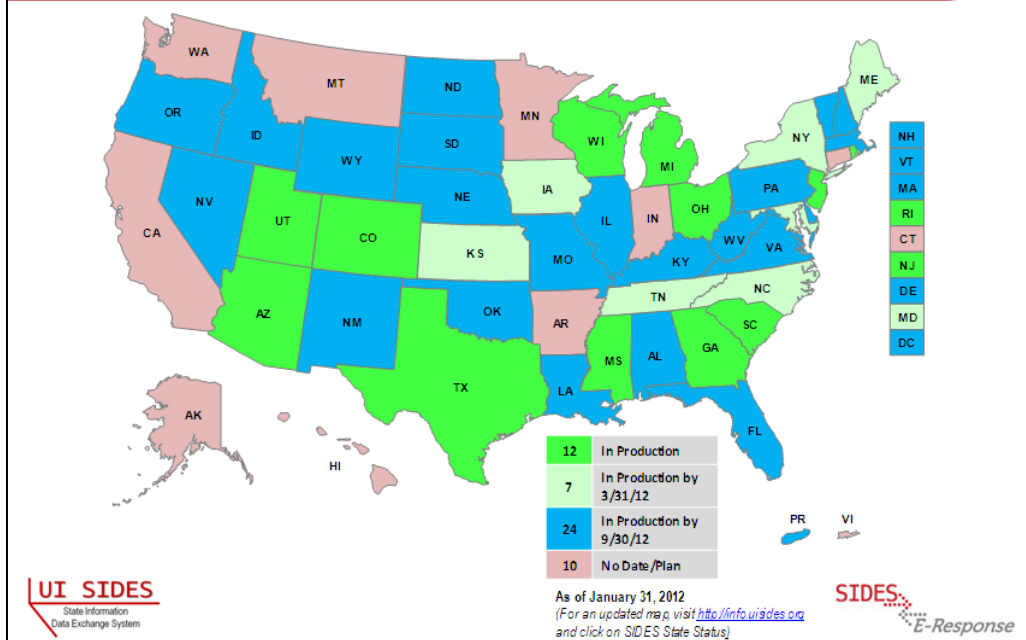 WA
MT
ND
MN
ME
OR
ID
SD
WI
NY
WY
MI
NH
VT
NE
IA
PA
MA
NV
IL
IN
OH
RI
UT
CO
WV
VA
CT
CA
KS
MO
KY
NJ
DE
TN
NC
MD
AZ
NM
OK
AR
SC
DC
MS
AL
GA
TX
LA
AK
FL
HI
12 In Production
7 In Production by
3/31/12
24 In Production by
9/30/12
10 No Date/Plan
PR VI
As of January 31, 2012
(For an updated map, visit http://info.uisides.org
and click on SIDES State Status)
UI SIDES
State Information
Data Exchange System
SIDES
E-Response